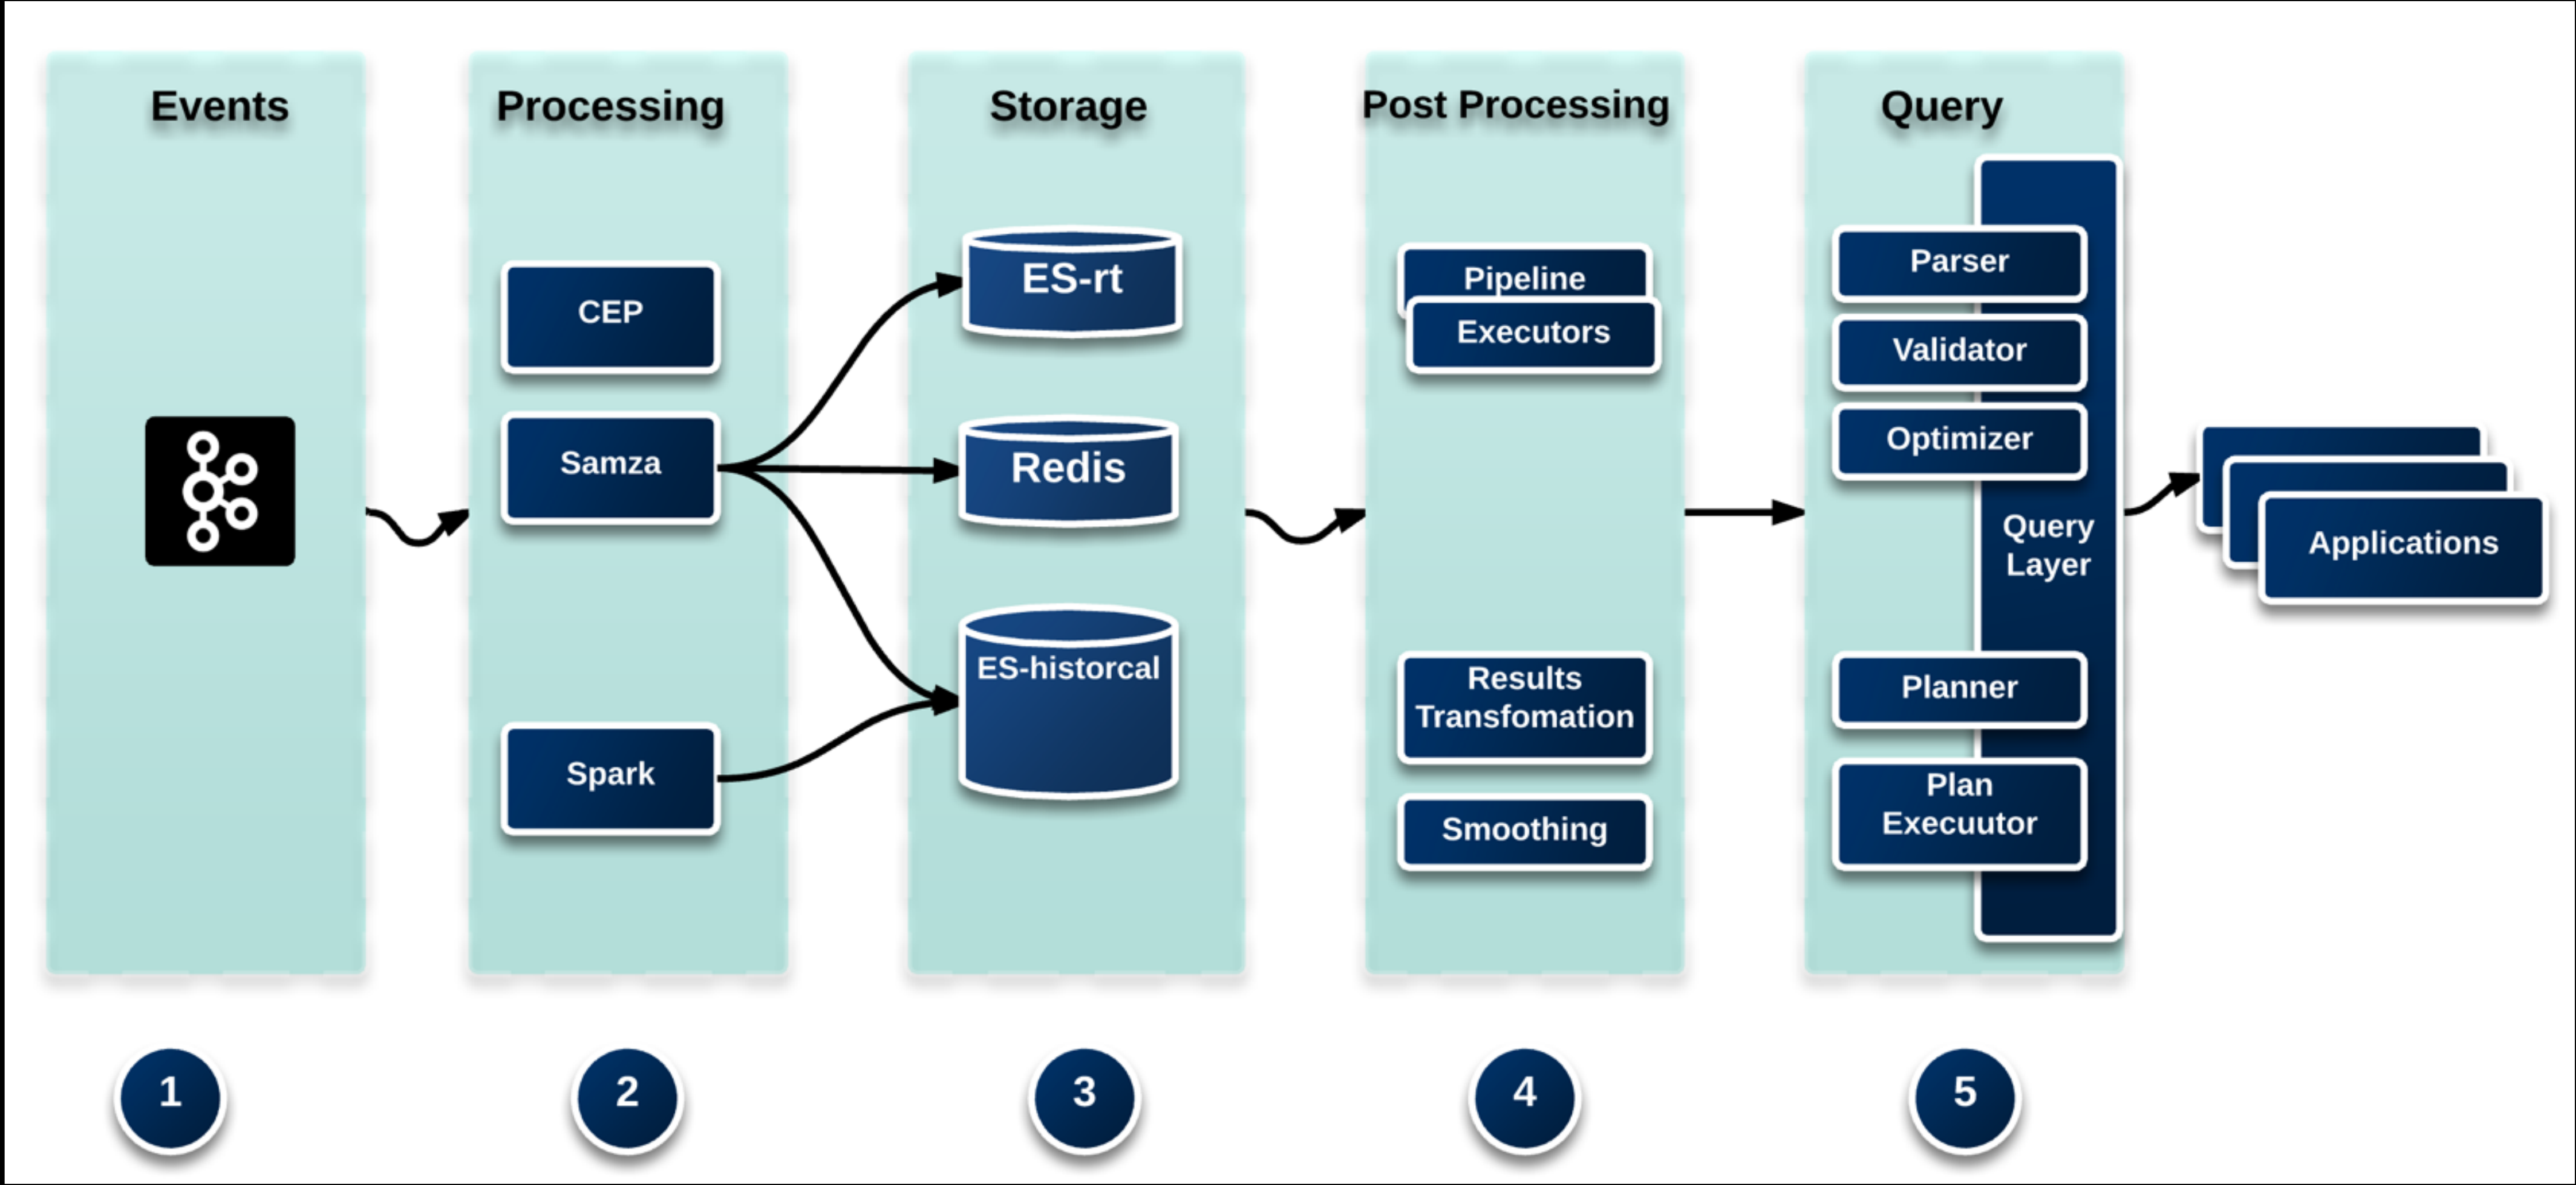 Events
Processing
Storage
Post Processing
Query
CEP
Samza
Spark
ES-rt
Redis
ES-historcal
Pipeline
Executors
Results
Transfomation
Smoothing
Parser
Validator
Optimizer
Query
Layer
Planner
Plan
Execuutor
Applications
1
2
3
4
5